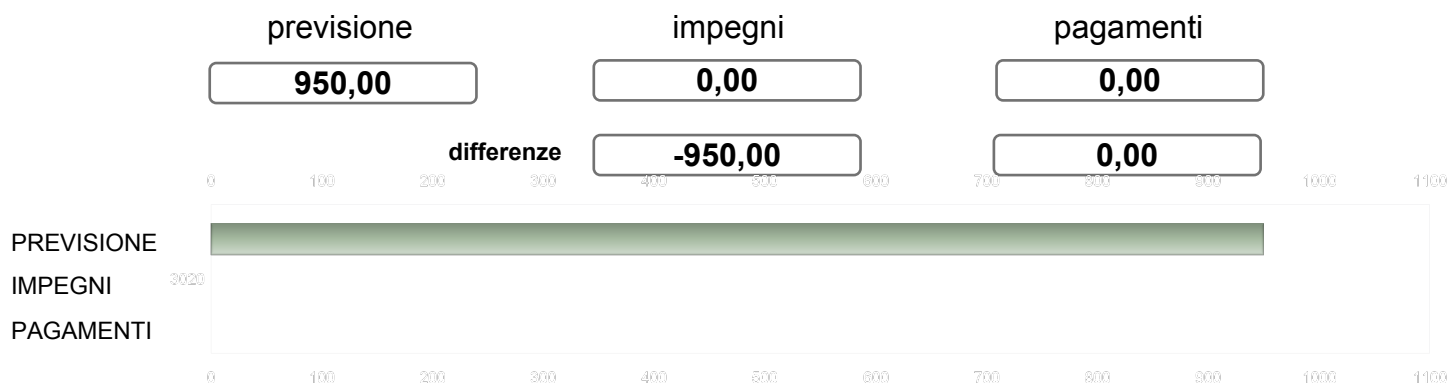 previsione impegni pagamenti
950,00 0,00 0,00
differenze -950,00 0,00
0 100 200 300 400 500 600 700 800 900 1000 1100
PREVISIONE
3020
IMPEGNI
PAGAMENTI
0 100 200 300 400 500 600 700 800 900 1000 1100